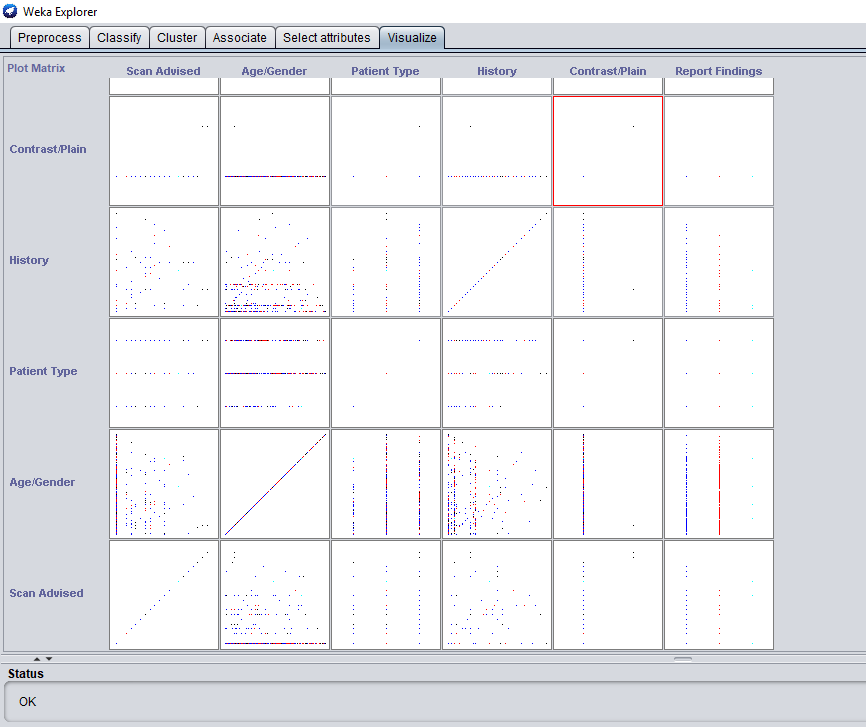 Weka Explorer
Preprocess Classify Cluster Associate Select attributes Visualize
Plot Matrix Scan Advised Age/Gender Patient Type History Contrast/Plain Report Findings
Contrast/Plain
History
Patient Type
Age/Gender
Scan Advised
Status
OK